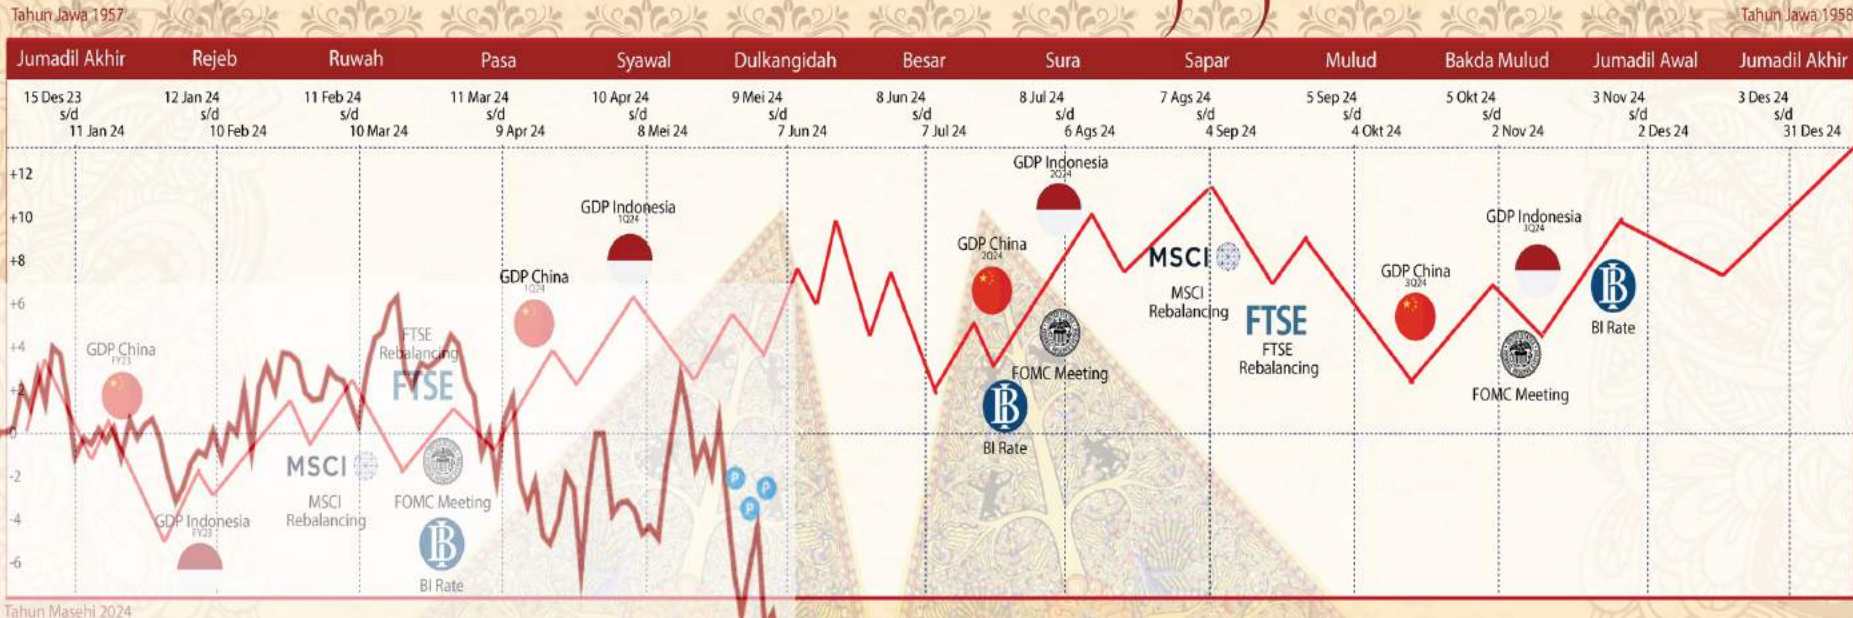 Tahun Jawa 1957
Tahun Jawa 1958
Jumadil Akhir Rejeb Ruwah Pasa Syawal Dulkangidah Besar Sura Sapar Mulud Bakda Mulud Jumadil Awal Jumadil Akhir
15 Des 23 12 Jan 24 11 Feb 24 11 Mar 24 10 Apr 24 9 Mei 24 8 Jun 24 8 Jul 24 7 Ags 24 5 Sep 24 5 Okt 24 3 Nov 24 3 Des 24
s/d s/d s/d s/d s/d s/d s/d s/d s/d s/d s/d s/d s/d
11 Jan 24 10 Feb 24 10 Mar 24 9 Apr 24 8 Mei 24 7 Jun 24 7 Jul 24 6 Ags 24 4 Sep 24 4 Okt 24 2 Nov 24 2 Des 24 31 Des 24
+12
+10
+8
+6
+4
+2
0
-2
-4
-6
GDP China
FY23
GDP Indonesia
FY23
MSCI
MSCI
Rebalancing
FTSE
Rebalancing
FTSE
FOMC Meeting
BI Rate
GDP China
1Q24
GDP Indonesia
1Q24
P
P
P
GDP China
2Q24
BI Rate
GDP Indonesia
2Q24
FOMC Meeting
MSCI
MSCI
Rebalancing
FTSE
FTSE
Rebalancing
GDP China
3Q24
GDP Indonesia
3Q24
FOMC Meeting
BI Rate
Tahun Masehi 2024